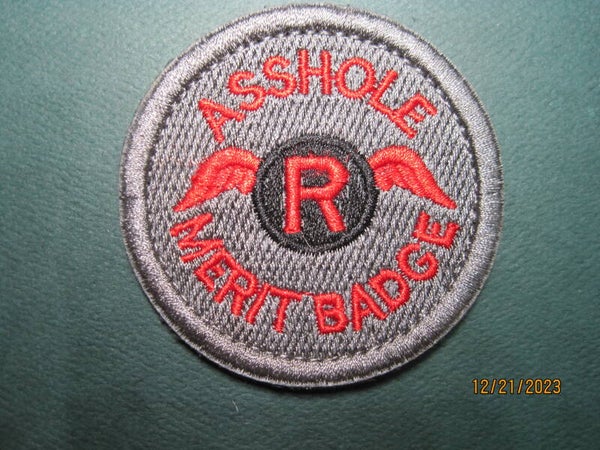 ASSHOLE
R
MERIT BADGE
12/21/2023